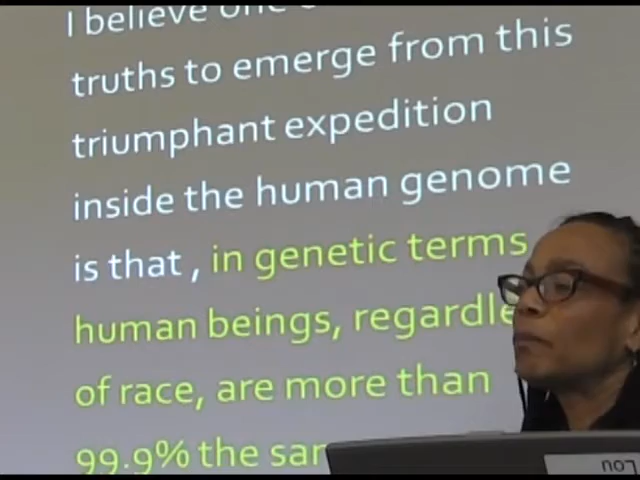 I believe one
truths to emerge from this
triumphant expedition
inside the human genome
is that , in genetic terms
human beings, regardle
of race, are more than
99.9% the sa